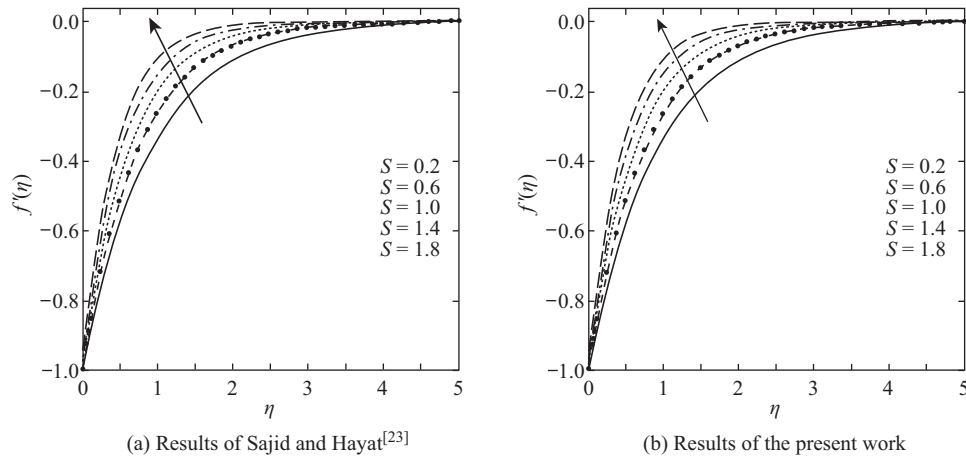 0.0
−0.2
−0.4
−0.6
−0.8
−1.0
f′(η)
S = 0.2
S = 0.6
S = 1.0
S = 1.4
S = 1.8
0 1 2 3 4 5
η
(a) Results of Sajid and Hayat[23]
0.0
−0.2
−0.4
−0.6
−0.8
−1.0
f′(η)
S = 0.2
S = 0.6
S = 1.0
S = 1.4
S = 1.8
0 1 2 3 4 5
η
(b) Results of the present work